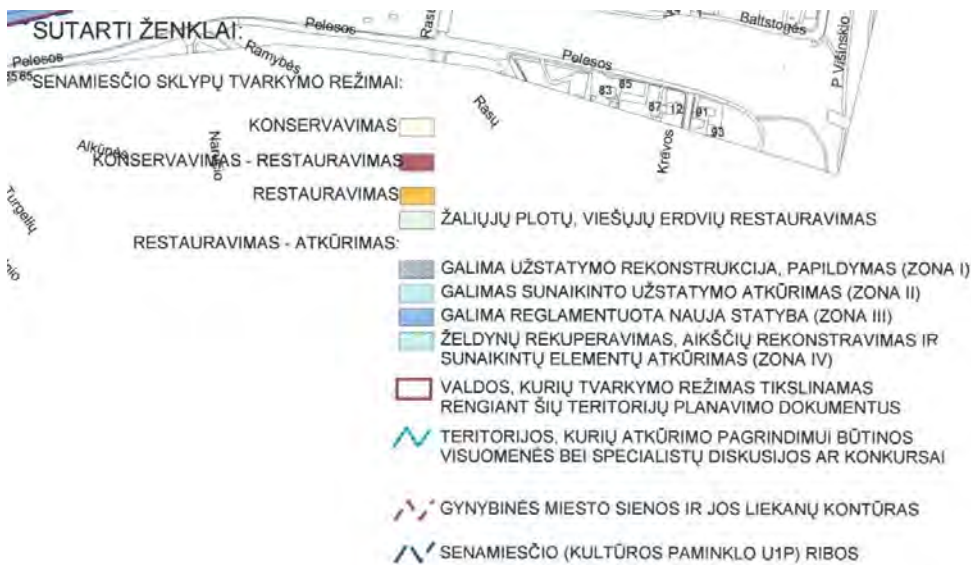 SUTARTI ŽENKLAI:
Pelesos
Rasų
Baltstogės
P.Višinskio
Pelesos
Ramybės
Pelesos
8585
SENAMIESČIO SKLYPŲ TVARKYMO REŽIMAI:
83 85
87 12 91
93
Rasų
Krėvos
KONSERVAVIMAS
KONSERVAVIMAS - RESTAURAVIMAS
Turgelių
RESTAURAVIMAS
ŽALIŲJŲ PLOTŲ, VIEŠŲJŲ ERDVIŲ RESTAURAVIMAS
RESTAURAVIMAS - ATKŪRIMAS:
GALIMA UŽSTATYMO REKONSTRUKCIJA, PAPILDYMAS (ZONA I)
GALIMAS SUNAIKINTO UŽSTATYMO ATKŪRIMAS (ZONA II)
GALIMA REGLAMENTUOTA NAUJA STATYBA (ZONA III)
ŽELDYNŲ REKUPERAVIMAS, AIKŠČIŲ REKONSTRAVIMAS IR
SUNAIKINTŲ ELEMENTŲ ATKŪRIMAS (ZONA IV)
VALDOS, KURIŲ TVARKYMO REŽIMAS TIKSLINAMAS
RENGIANT ŠIŲ TERITORIJŲ PLANAVIMO DOKUMENTUS
TERITORIJOS, KURIŲ ATKŪRIMO PAGRINDIMUI BŪTINOS
VISUOMENĖS BEI SPECIALISTŲ DISKUSIJOS AR KONKURSAI
GYNYBINĖS MIESTO SIENOS IR JOS LIEKANŲ KONTŪRAS
SENAMIESČIO (KULTŪROS PAMINKLO U1P) RIBOS